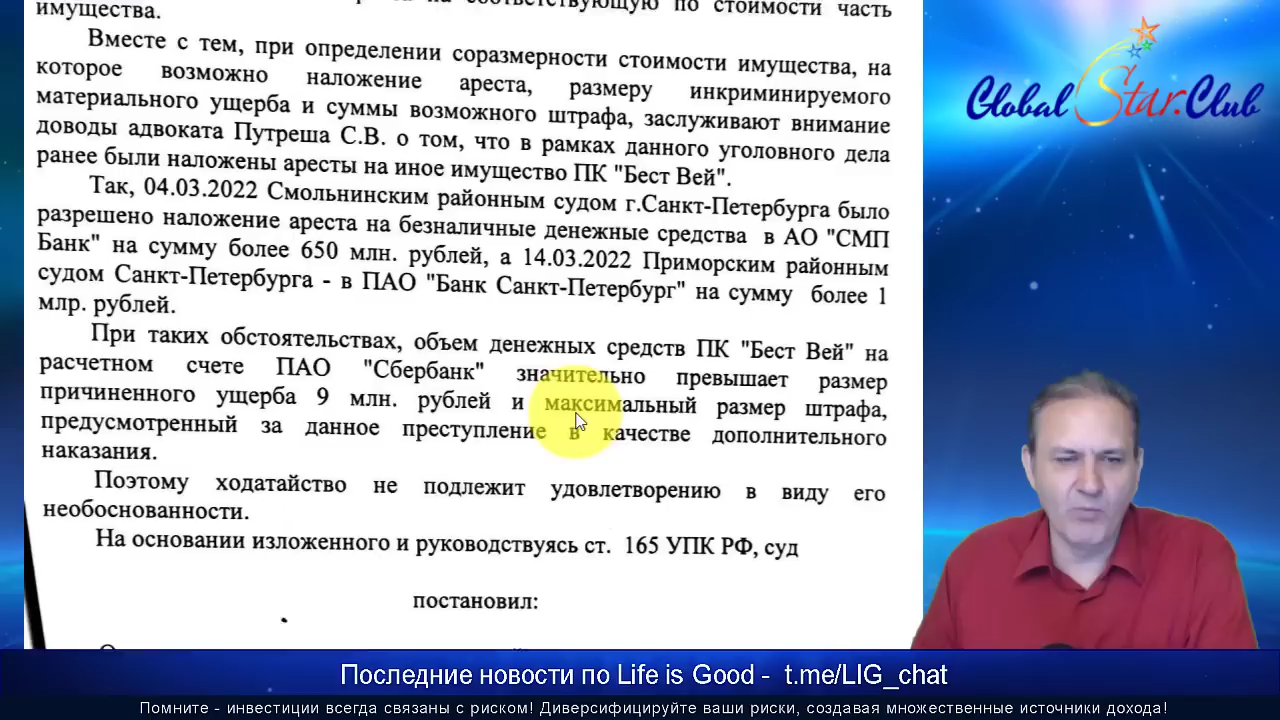 на соответствующую по стоимости часть
имущества.
Вместе с тем, при определении соразмерности стоимости имущества, на
которое возможно наложение ареста, размеру инкриминируемого
материального ущерба и суммы возможного штрафа, заслуживают внимание
доводы адвоката Путреша С.В. о том, что в рамках данного уголовного дела
ранее были наложены аресты на иное имущество ПК "Бест Вей".
Так, 04.03.2022 Смольнинским районным судом г.Санкт-Петербурга было
разрешено наложение ареста на безналичные денежные средства в АО "СМП
Банк" на сумму более 650 млн. рублей, а 14.03.2022 Приморским районным
судом Санкт-Петербурга - в ПАО "Банк Санкт-Петербург" на сумму более 1
млр. рублей.
При таких обстоятельствах, объем денежных средств ПК "Бест Вей" на
расчетном счете ПАО "Сбербанк" значительно превышает размер
причиненного ущерба 9 млн. рублей и максимальный размер штрафа,
предусмотренный за данное преступление в качестве дополнительного
наказания.
Поэтому ходатайство не подлежит удовлетворению в виду его
необоснованности.
На основании изложенного и руководствуясь ст. 165 УПК РФ, суд
постановил:
Global Star.Club
Последние новости по Life is Good - t.me/LIG_chat
Помните - инвестиции всегда связаны с риском! Диверсифицируйте ваши риски, создавая множественные источники дохода!